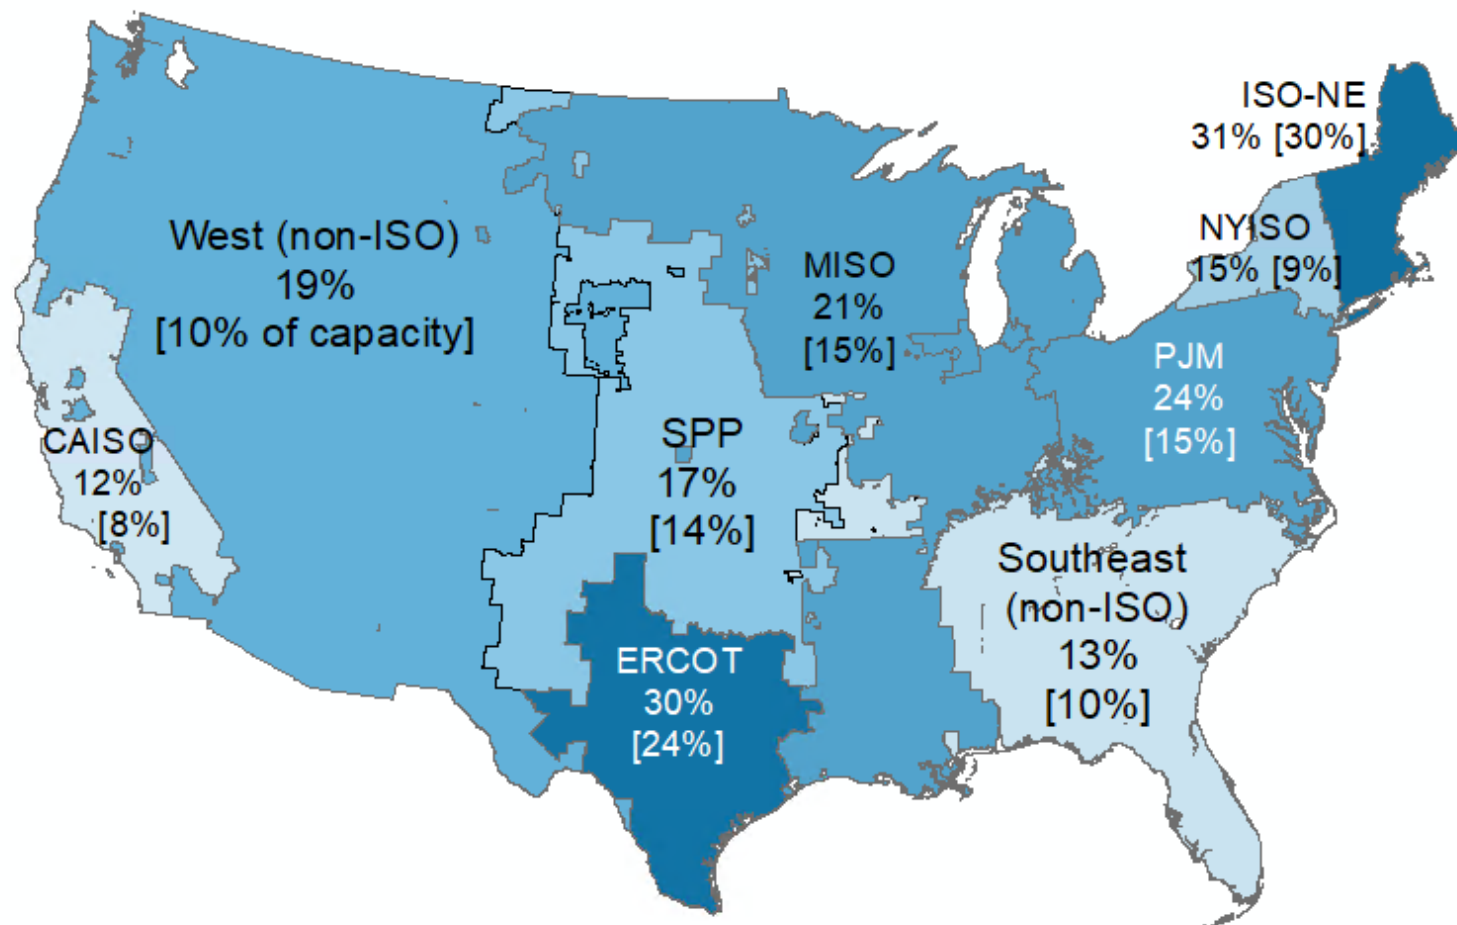 ISO-NE
31% [30%]
West (non-ISO)
19%
[10% of capacity]
NYISO
15% [9%]
MISO
21%
[15%]
PJM
24%
[15%]
CAISO
12%
[8%]
SPP
17%
[14%]
Southeast
(non-ISO)
13%
[10%]
ERCOT
30%
[24%]